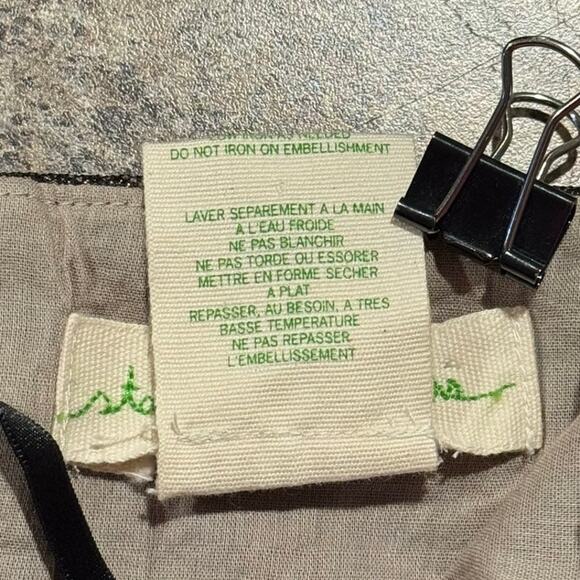 DO NOT IRON ON EMBELLISHMENT
LAVER SEPAREMENT A LA MAIN
A L'EAU FROIDE
NE PAS BLANCHIR
NE PAS TORDE OU ESSORER
METTRE EN FORME SECHER
A PLAT
REPASSER, AU BESOIN, A TRES
BASSE TEMPERATURE
NE PAS REPASSER
L'EMBELLISSEMENT